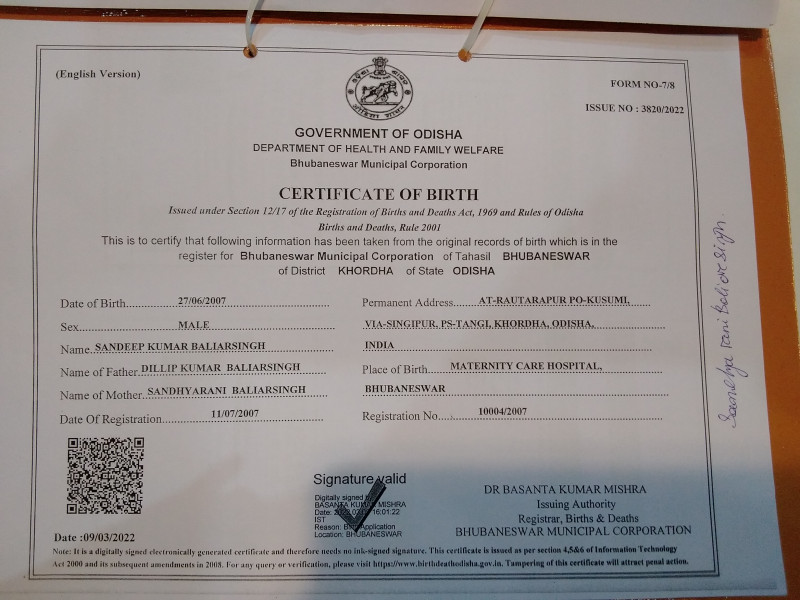 (English Version)
FORM NO-7/8
ISSUE NO : 3820/2022
GOVERNMENT OF ODISHA
DEPARTMENT OF HEALTH AND FAMILY WELFARE
Bhubaneswar Municipal Corporation
CERTIFICATE OF BIRTH
Issued under Section 12/17 of the Registration of Births and Deaths Act, 1969 and Rules of Odisha
Births and Deaths, Rule 2001
This is to certify that following information has been taken from the original records of birth which is in the
register for Bhubaneswar Municipal Corporation of Tahasil BHUBANESWAR
of District KHORDHA of State ODISHA
Date of Birth 27/06/2007
Sex MALE
Name SANDEEP KUMAR BALIARSINGH
Name of Father DILLIP KUMAR BALIARSINGH
Name of Mother SANDHYARANI BALIARSINGH
Date Of Registration 11/07/2007
Permanent Address AT-RAUTARAPUR PO-KUSUMI,
VIA-SINGIPUR, PS-TANGI, KHORDHA, ODISHA,
INDIA
Place of Birth MATERNITY CARE HOSPITAL,
BHUBANESWAR
Registration No. 10004/2007
Signature valid
Digitally signed by
BASANTA KUMAR MISHRA
Date: 16:01:22
IST
Reason: Application
Location: BHUBANESWAR
DR BASANTA KUMAR MISHRA
Issuing Authority
Registrar, Births & Deaths
BHUBANESWAR MUNICIPAL CORPORATION
Date :09/03/2022
Note: It is a digitally signed electronically generated certificate and therefore needs no ink-signed signature. This certificate is issued as per section 4,5&6 of Information Technology
Act 2000 and its subsequent amendments in 2008. For any query or verification, please visit https://www.birthdeathodisha.gov.in. Tampering of this certificate will attract penal action.